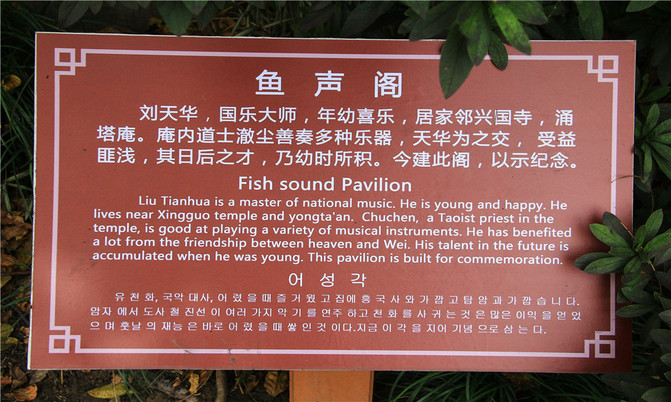 鱼声阁
刘天华，国乐大师，年幼喜乐，居家邻兴国寺，涌
塔庵。庵内道士澈尘善奏多种乐器，天华为之交，受益
匪浅，其日后之才，乃幼时所积。今建此阁，以示纪念。
Fish sound Pavilion
Liu Tianhua is a master of national music. He is young and happy. He
lives near Xingguo temple and yongta'an. Chuchen, a Taoist priest in the
temple, is good at playing a variety of musical instruments. He has benefited
a lot from the friendship between heaven and Wei. His talent in the future is
accumulated when he was young. This pavilion is built for commemoration.
어성각
유천화, 국악 대사, 어렸을때 즐거웠고 집에 흥국사와 가깝고 탑암과 가깝습니다.
암자에서 도사 철진선이 여러가지 악기를 연주하고 천화를 사귀는 것은 많은 이익을 얻었
으며 훗날의 재능은 바로 어렸을때 쌓인 것이다.지금 이 각을 지어 기념으로 삼는다.